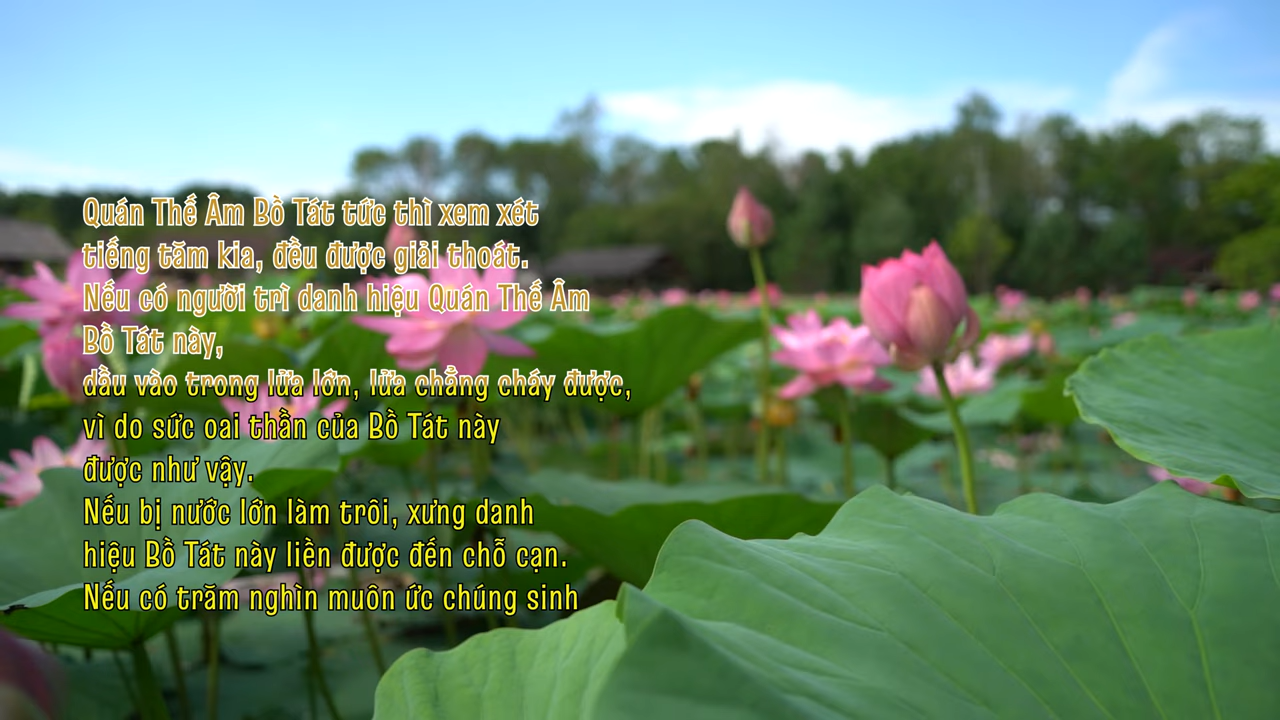 Quán Thế Âm Bồ Tát tức thì xem xét
tiếng tăm kia, đều được giải thoát.
Nếu có người trì danh hiệu Quán Thế Âm
Bồ Tát này,
dầu vào trong lửa lớn, lửa chẳng cháy được,
vì do sức oai thần của Bồ Tát này
được như vậy.
Nếu bị nước lớn làm trôi, xưng danh
hiệu Bồ Tát này liền được đến chỗ cạn.
Nếu có trăm nghìn muôn ức chúng sinh